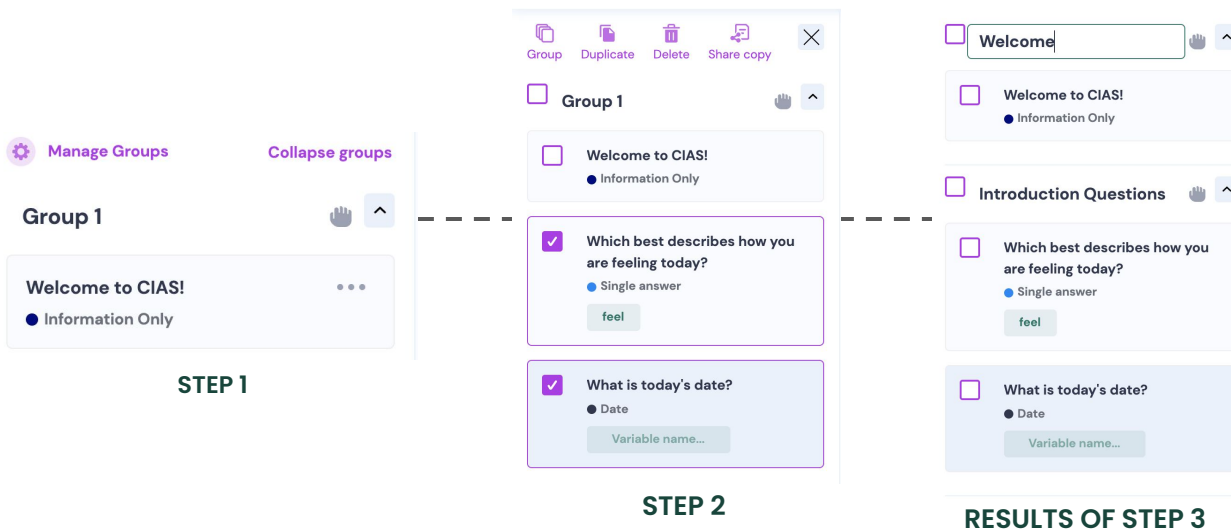 Manage Groups
Collapse groups
Group 1
Welcome to CIAS!
Information Only
STEP 1
Group
Duplicate
Delete
Share copy
Group 1
Welcome to CIAS!
Information Only
Which best describes how you
are feeling today?
Single answer
feel
What is today's date?
Date
Variable name...
STEP 2
Welcome
Welcome to CIAS!
Information Only
Introduction Questions
Which best describes how you
are feeling today?
Single answer
feel
What is today's date?
Date
Variable name...
RESULTS OF STEP 3